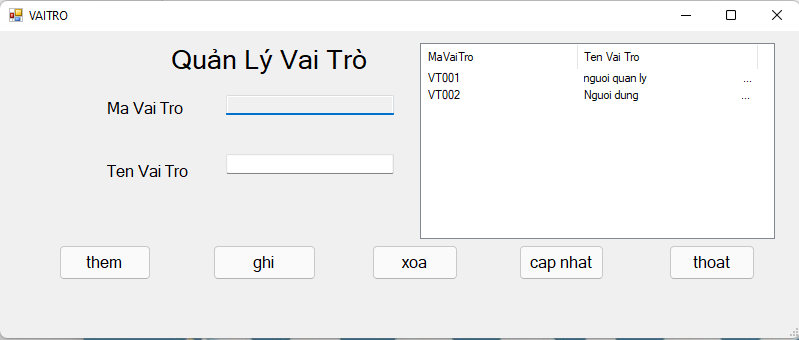 VAITRO
Quản Lý Vai Trò
Ma Vai Tro
Ten Vai Tro
MaVaiTro Ten Vai Tro
VT001 nguoi quan ly ...
VT002 Nguoi dung ...
them ghi xoa cap nhat thoat